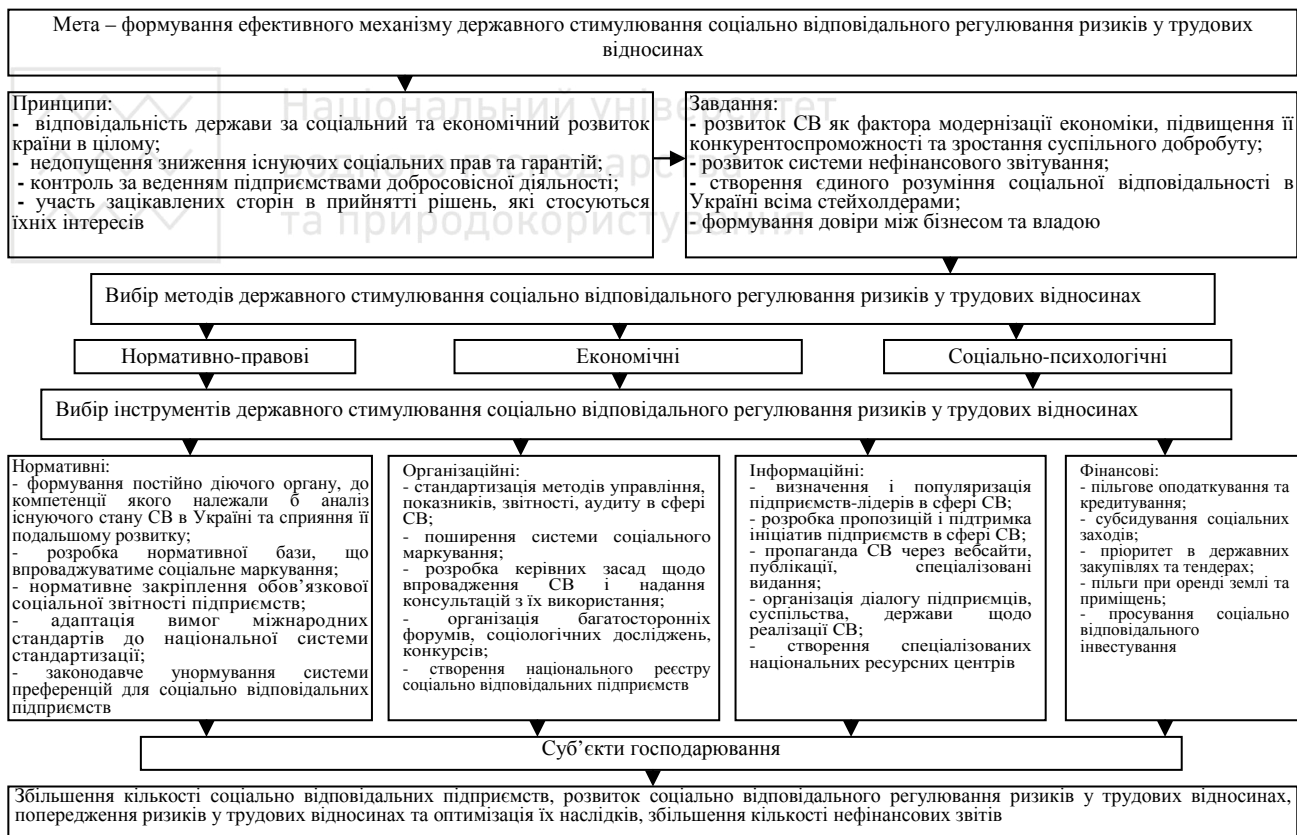 Мета – формування ефективного механізму державного стимулювання соціально відповідального регулювання ризиків у трудових
відносинах
Національний університет
водного господарства
та природокористування
Принципи:
- відповідальність держави за соціальний та економічний розвиток
країни в цілому;
- недопущення зниження існуючих соціальних прав та гарантій;
- контроль за веденням підприємствами добросовісної діяльності;
- участь зацікавлених сторін в прийнятті рішень, які стосуються
їхніх інтересів
Завдання:
- розвиток СВ як фактора модернізації економіки, підвищення її
конкурентоспроможності та зростання суспільного добробуту;
- розвиток системи нефінансового звітування;
- створення єдиного розуміння соціальної відповідальності в
Україні всіма стейхолдерами;
- формування довіри між бізнесом та владою
Вибір методів державного стимулювання соціально відповідального регулювання ризиків у трудових відносинах
Нормативно-правові
Економічні
Соціально-психологічні
Вибір інструментів державного стимулювання соціально відповідального регулювання ризиків у трудових відносинах
Нормативні:
- формування постійно діючого органу, до
компетенції якого належали б аналіз
існуючого стану СВ в Україні та сприяння її
подальшому розвитку;
- розробка нормативної бази, що
впроваджуватиме соціальне маркування;
- нормативне закріплення обов’язкової
соціальної звітності підприємств;
- адаптація вимог міжнародних
стандартів до національної системи
стандартизації;
- законодавче унормування системи
преференцій для соціально відповідальних
підприємств
Організаційні:
- стандартизація методів управління,
показників, звітності, аудиту в сфері
СВ;
- поширення системи соціального
маркування;
- розробка керівних засад щодо
впровадження СВ і надання
консультацій з їх використання;
- організація багатосторонніх
форумів, соціологічних досліджень,
конкурсів;
- створення національного реєстру
соціально відповідальних підприємств
Інформаційні:
- визначення і популяризація
підприємств-лідерів в сфері СВ;
- розробка пропозицій і підтримка
ініціатив підприємств в сфері СВ;
- пропаганда СВ через вебсайти,
публікації, спеціалізовані
видання;
- організація діалогу підприємців,
суспільства, держави щодо
реалізації СВ;
- створення спеціалізованих
національних ресурсних центрів
Фінансові:
- пільгове оподаткування та
кредитування;
- субсидування соціальних
заходів;
- пріоритет в державних
закупівлях та тендерах;
- пільги при оренді землі та
приміщень;
- просування соціально
відповідального
інвестування
Суб’єкти господарювання
Збільшення кількості соціально відповідальних підприємств, розвиток соціально відповідального регулювання ризиків у трудових відносинах,
попередження ризиків у трудових відносинах та оптимізація їх наслідків, збільшення кількості нефінансових звітів